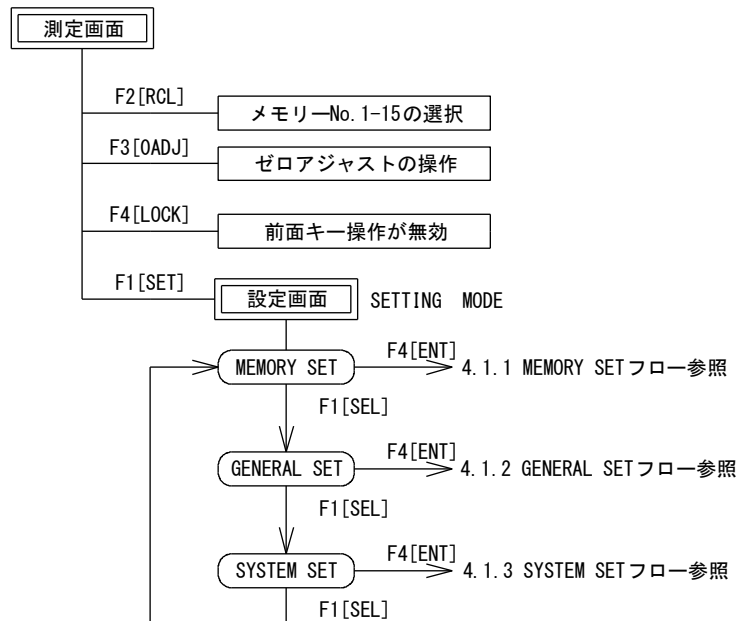 測定画面
F2[RCL]
メモリーNo.1-15の選択
F3[0ADJ]
ゼロアジャストの操作
F4[LOCK]
前面キー操作が無効
F1[SET]
設定画面 SETTING MODE
MEMORY SET
F4[ENT]
4.1.1 MEMORY SETフロー参照
F1[SEL]
GENERAL SET
F4[ENT]
4.1.2 GENERAL SETフロー参照
F1[SEL]
SYSTEM SET
F4[ENT]
4.1.3 SYSTEM SETフロー参照
F1[SEL]